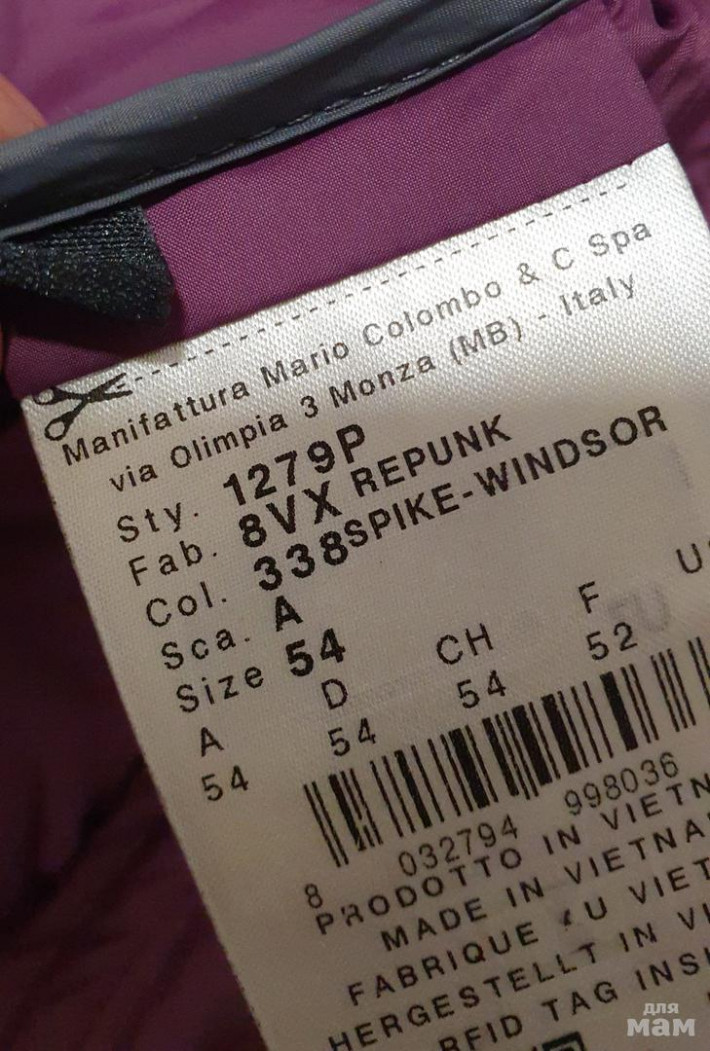 Manifattura Mario Colombo & C Spa
via Olimpia 3 Monza (MB) - Italy
Sty. 1279P
Fab. 8VX REPUNK
Col. 338SPIKE-WINDSOR
Sca. A
Size 54
A D CH F
54 54 54 52
8 032794 998036
PRODOTTO IN VIETN
MADE IN VIETNA
FABRIQUE AU VIET
HERGESTELLT IN VI
RFID TAG INSI
для
мам